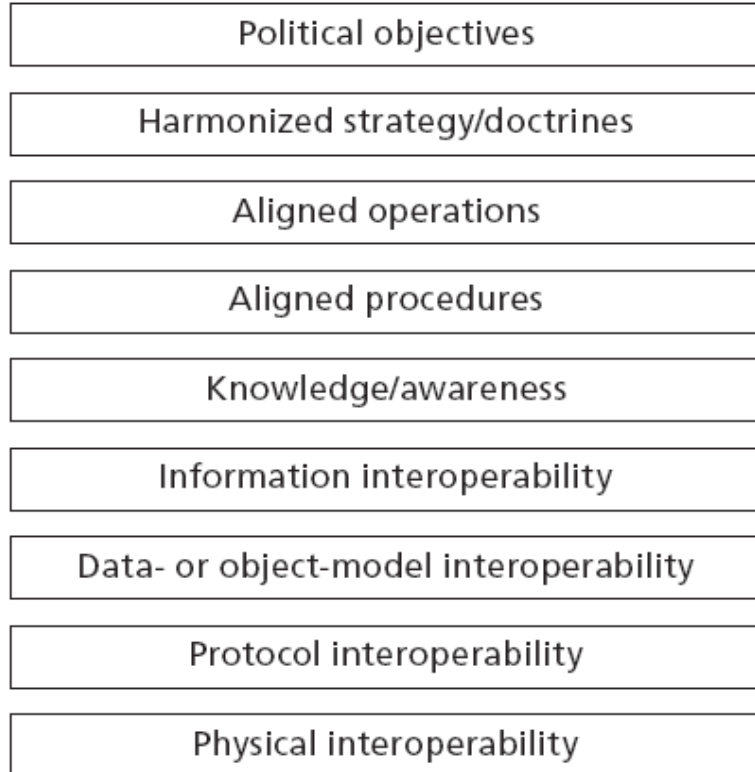 Political objectives
Harmonized strategy/doctrines
Aligned operations
Aligned procedures
Knowledge/awareness
Information interoperability
Data- or object-model interoperability
Protocol interoperability
Physical interoperability